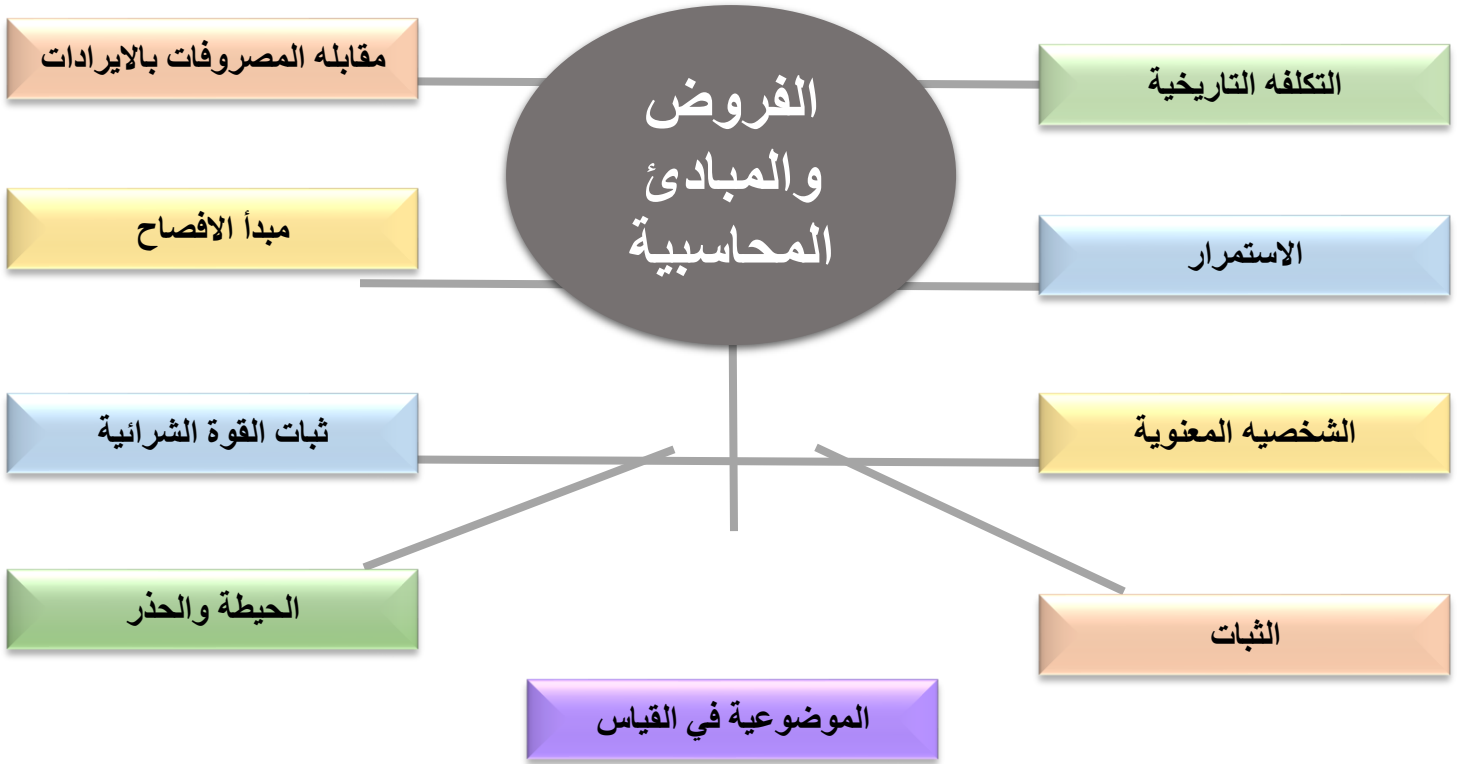 الفروض
والمبادئ
المحاسبية
التكلفه التاريخية
الاستمرار
الشخصيه المعنوية
الثبات
مقابله المصروفات بالايرادات
مبدأ الافصاح
ثبات القوة الشرائية
الحيطة والحذر
الموضوعية في القياس